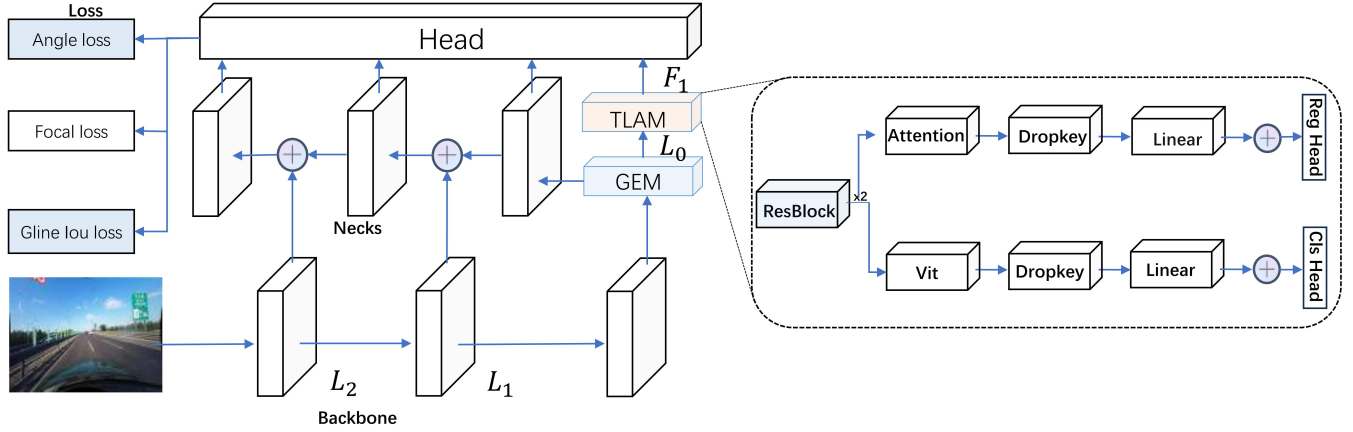 Loss
Angle loss
Focal loss
Gline Iou loss
Head
F1
TLAM
L0
GEM
Necks
L2
L1
Backbone
ResBlock
x2
Attention
Dropkey
Linear
Reg Head
Vit
Dropkey
Linear
Cls Head